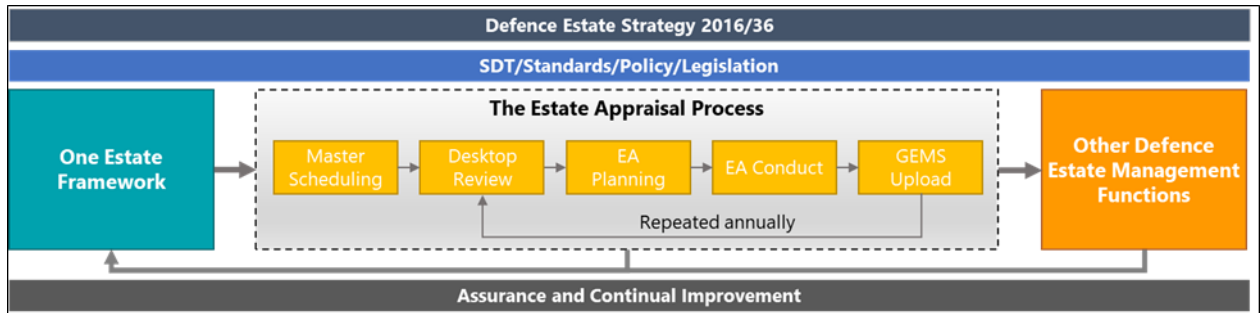 Defence Estate Strategy 2016/36
SDT/Standards/Policy/Legislation
The Estate Appraisal Process
One Estate
Framework
Master
Scheduling
Desktop
Review
EA
Planning
EA Conduct
GEMS
Upload
Repeated annually
Other Defence
Estate Management
Functions
Assurance and Continual Improvement